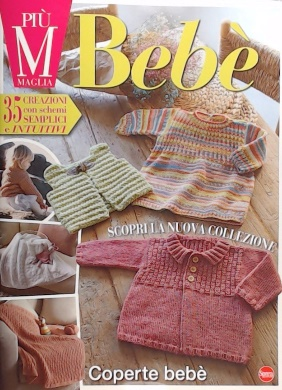 PIÙ
M
MAGLIA
Bebè
35 CREAZIONI
con schemi
SEMPLICI
e INTUITIVI
SCOPRI LA NUOVA COLLEZIONE
Coperte bebè